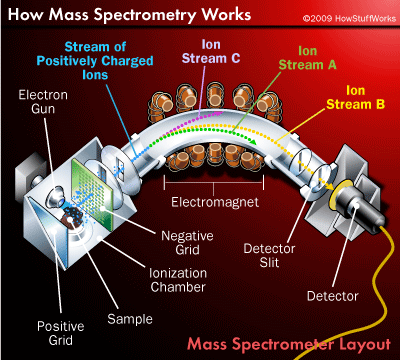 How Mass Spectrometry Works
©2009 HowStuffWorks
Stream of
Positively Charged
Ions
Ion
Stream C
Ion
Stream A
Ion
Stream B
Electron
Gun
Electromagnet
Negative
Grid
Ionization
Chamber
Sample
Positive
Grid
Detector
Slit
Detector
Mass Spectrometer Layout